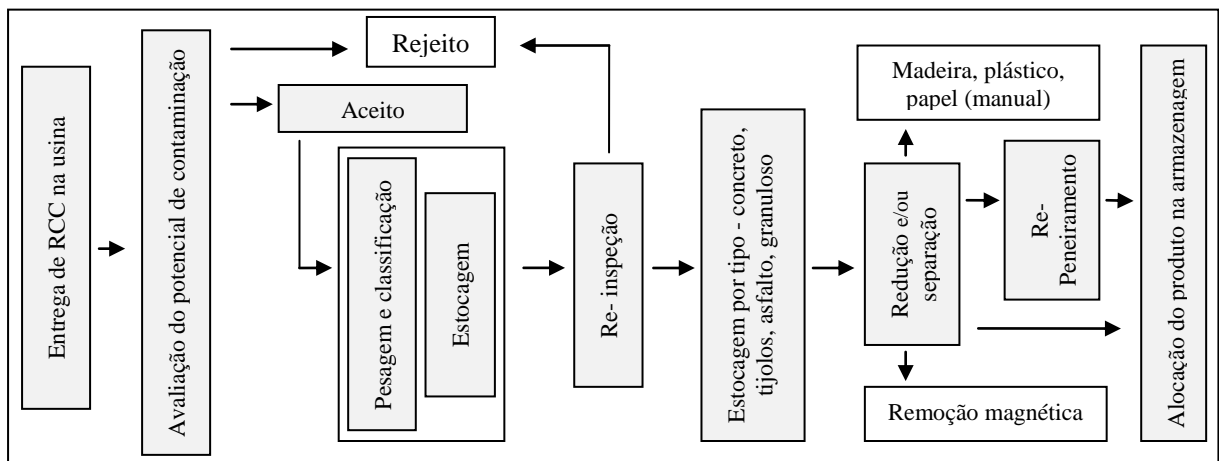 Entrega de RCC na usina
Avaliação do potencial de contaminação
Rejeito
Aceito
Pesagem e classificação
Estocagem
Re- inspeção
Estocagem por tipo - concreto,
tijolos, asfalto, granuloso
Madeira, plástico,
papel (manual)
Redução e/ou
separação
Remoção magnética
Re-
Peneiramento
Alocação do produto na armazenagem